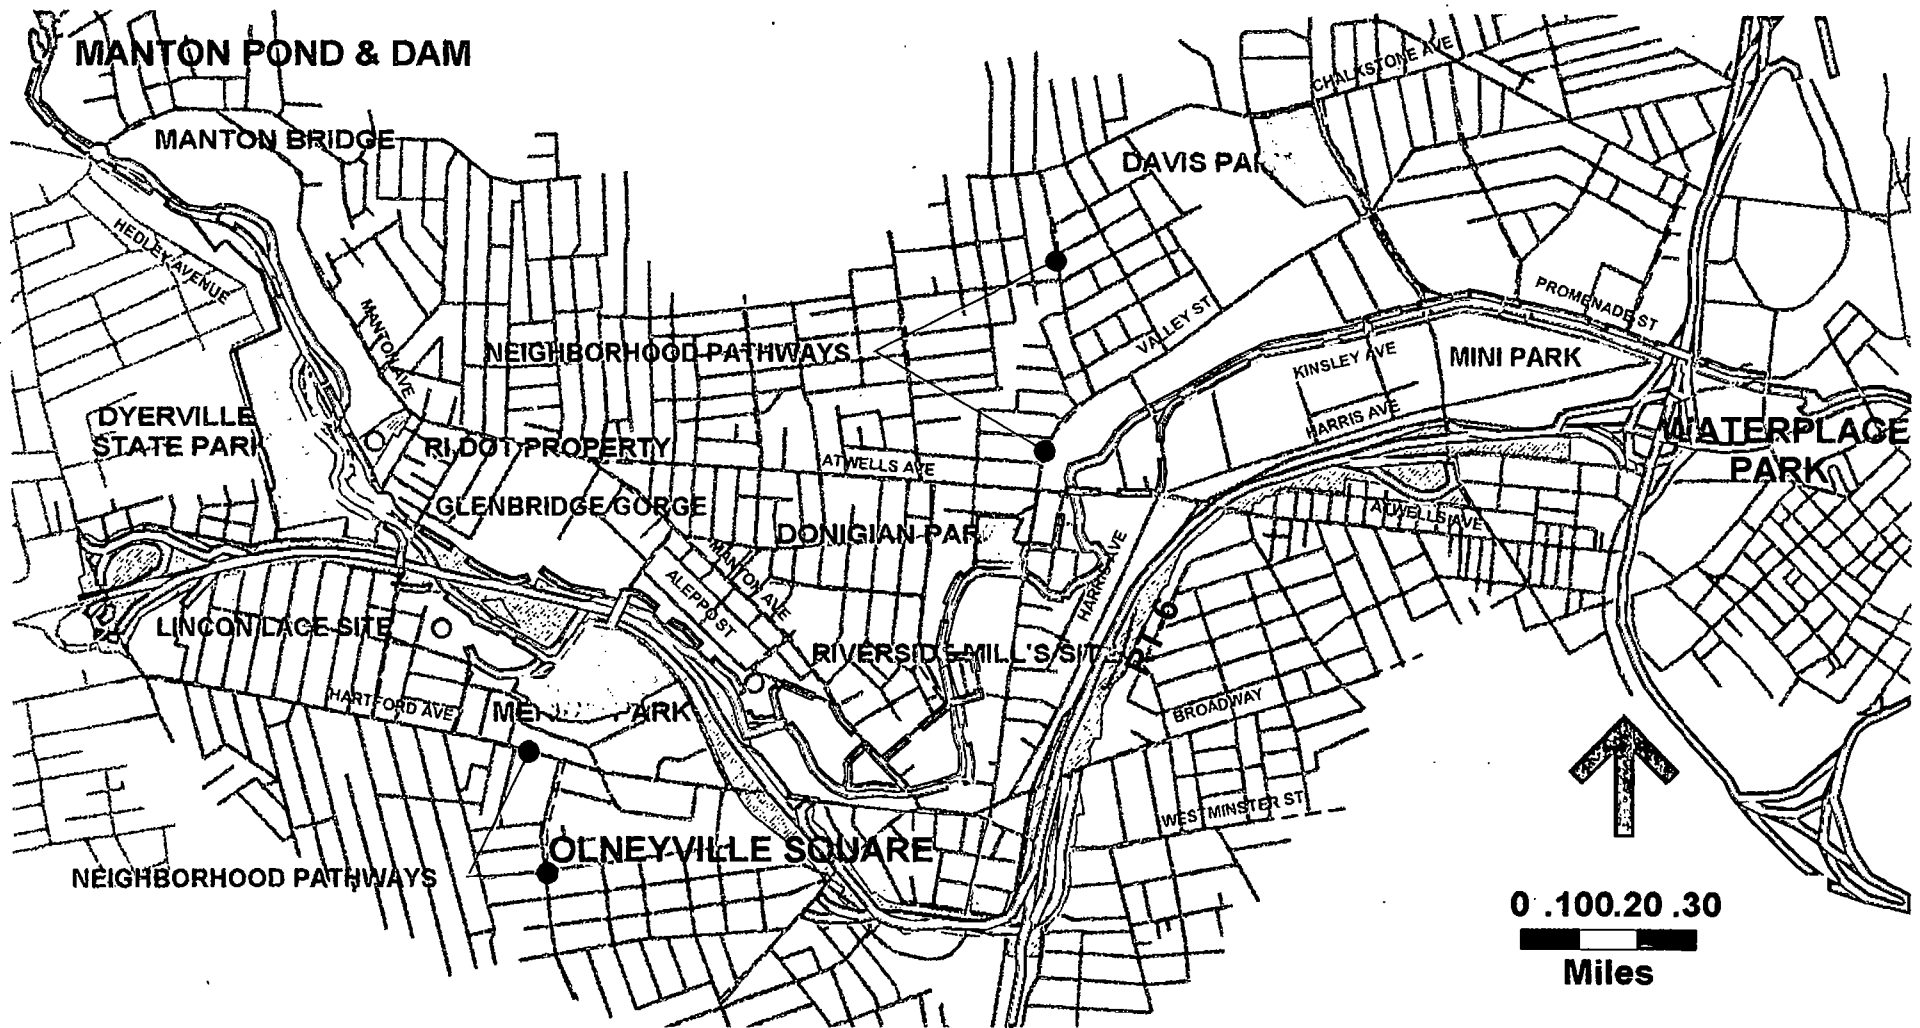 MANTON POND & DAM
MANTON BRIDGE
CHALKSTONE AVE
DAVIS PAR
HEDLEY AVENUE
MANTON AVE
NEIGHBORHOOD PATHWAYS
VALLEY ST
PROMENADE ST
KINSLEY AVE
MINI PARK
DYERVILLE
STATE PARK
RI DOT PROPERTY
HARRIS AVE
WATERPLACE
PARK
ATWELLS AVE
GLENBRIDGE/GORGE
ATWELLS AVE
DONIGIAN PAR
MANTON AVE
ALEPPO ST
HARRIS AVE
LINCON LACE SITE
RIVERSIDE MILL'S SIT
RT 6
HARTFORD AVE
PARK
BROADWAY
WESTMINSTER ST
OLNEYVILLE SQUARE
NEIGHBORHOOD PATHWAYS
0 .100.20 .30
Miles